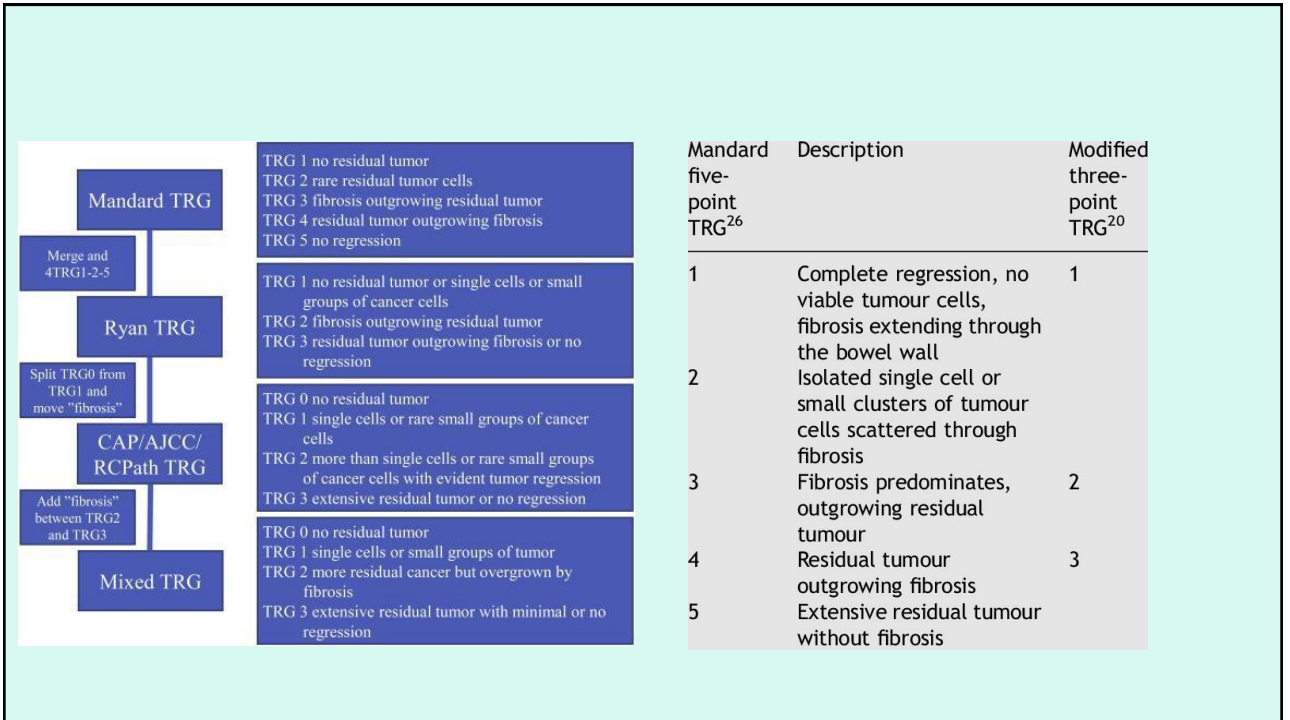 Mandard TRG
TRG 1 no residual tumor
TRG 2 rare residual tumor cells
TRG 3 fibrosis outgrowing residual tumor
TRG 4 residual tumor outgrowing fibrosis
TRG 5 no regression
Merge and
4TRG1-2-5
Ryan TRG
TRG 1 no residual tumor or single cells or small
groups of cancer cells
TRG 2 fibrosis outgrowing residual tumor
TRG 3 residual tumor outgrowing fibrosis or no
regression
Split TRG0 from
TRG1 and
move "fibrosis"
CAP/AJCC/
RCPath TRG
TRG 0 no residual tumor
TRG 1 single cells or rare small groups of cancer
cells
TRG 2 more than single cells or rare small groups
of cancer cells with evident tumor regression
TRG 3 extensive residual tumor or no regression
Add "fibrosis"
between TRG2
and TRG3
Mixed TRG
TRG 0 no residual tumor
TRG 1 single cells or small groups of tumor
TRG 2 more residual cancer but overgrown by
fibrosis
TRG 3 extensive residual tumor with minimal or no
regression
Mandard Description Modified
five- three-
point point
TRG26 TRG20
1 Complete regression, no 1
viable tumour cells,
fibrosis extending through
the bowel wall
2 Isolated single cell or
small clusters of tumour
cells scattered through
fibrosis
3 Fibrosis predominates, 2
outgrowing residual
tumour
4 Residual tumour 3
outgrowing fibrosis
5 Extensive residual tumour
without fibrosis